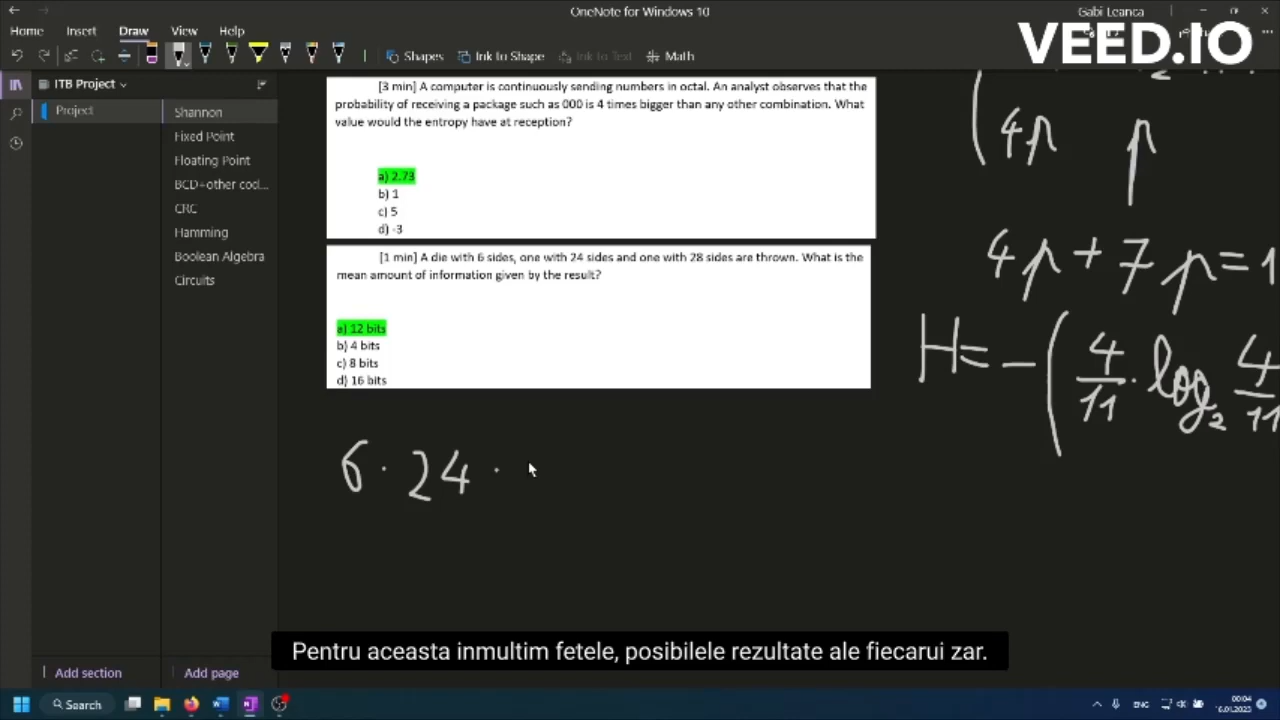 OneNote for Windows 10
Gabi Leanca
Home Insert Draw View Help
VEED.IO
Shapes Ink to Shape Ink to Text Math
ITB Project
Project
Shannon
Fixed Point
Floating Point
BCD+other cod...
CRC
Hamming
Boolean Algebra
Circuits
[3 min] A computer is continuously sending numbers in octal. An analyst observes that the
probability of receiving a package such as 000 is 4 times bigger than any other combination. What
value would the entropy have at reception?
a) 2.73
b) 1
c) 5
d) -3
[1 min] A die with 6 sides, one with 24 sides and one with 28 sides are thrown. What is the
mean amount of information given by the result?
a) 12 bits
b) 4 bits
c) 8 bits
d) 16 bits
4p p
4p + 7p = 1
H = - ( 4/11 · log₂ 4/11
6 · 24 ·
Pentru aceasta inmultim fetele, posibilele rezultate ale fiecarui zar.
Add section Add page
Search
ENG
00:04
16.01.2023